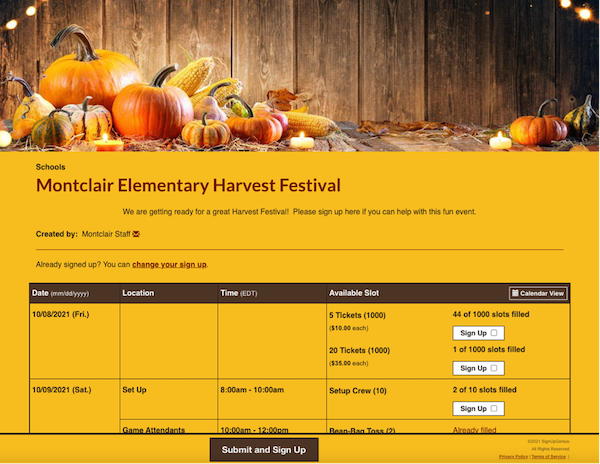 Schools
Montclair Elementary Harvest Festival
We are getting ready for a great Harvest Festival! Please sign up here if you can help with this fun event.
Created by: Montclair Staff
Already signed up? You can change your sign up.
Date (mm/dd/yyyy) Location Time (EDT) Available Slot Calendar View
10/08/2021 (Fri.) 5 Tickets (1000) 44 of 1000 slots filled
($10.00 each)
Sign Up
20 Tickets (1000) 1 of 1000 slots filled
($35.00 each)
Sign Up
10/09/2021 (Sat.) Set Up 8:00am - 10:00am Setup Crew (10) 2 of 10 slots filled
Sign Up
Game Attendants 10:00am - 12:00pm Bean-Bag Toss (2) Already filled
Submit and Sign Up
©2021 SignUpGenius
All Rights Reserved
Privacy Policy | Terms of Service |